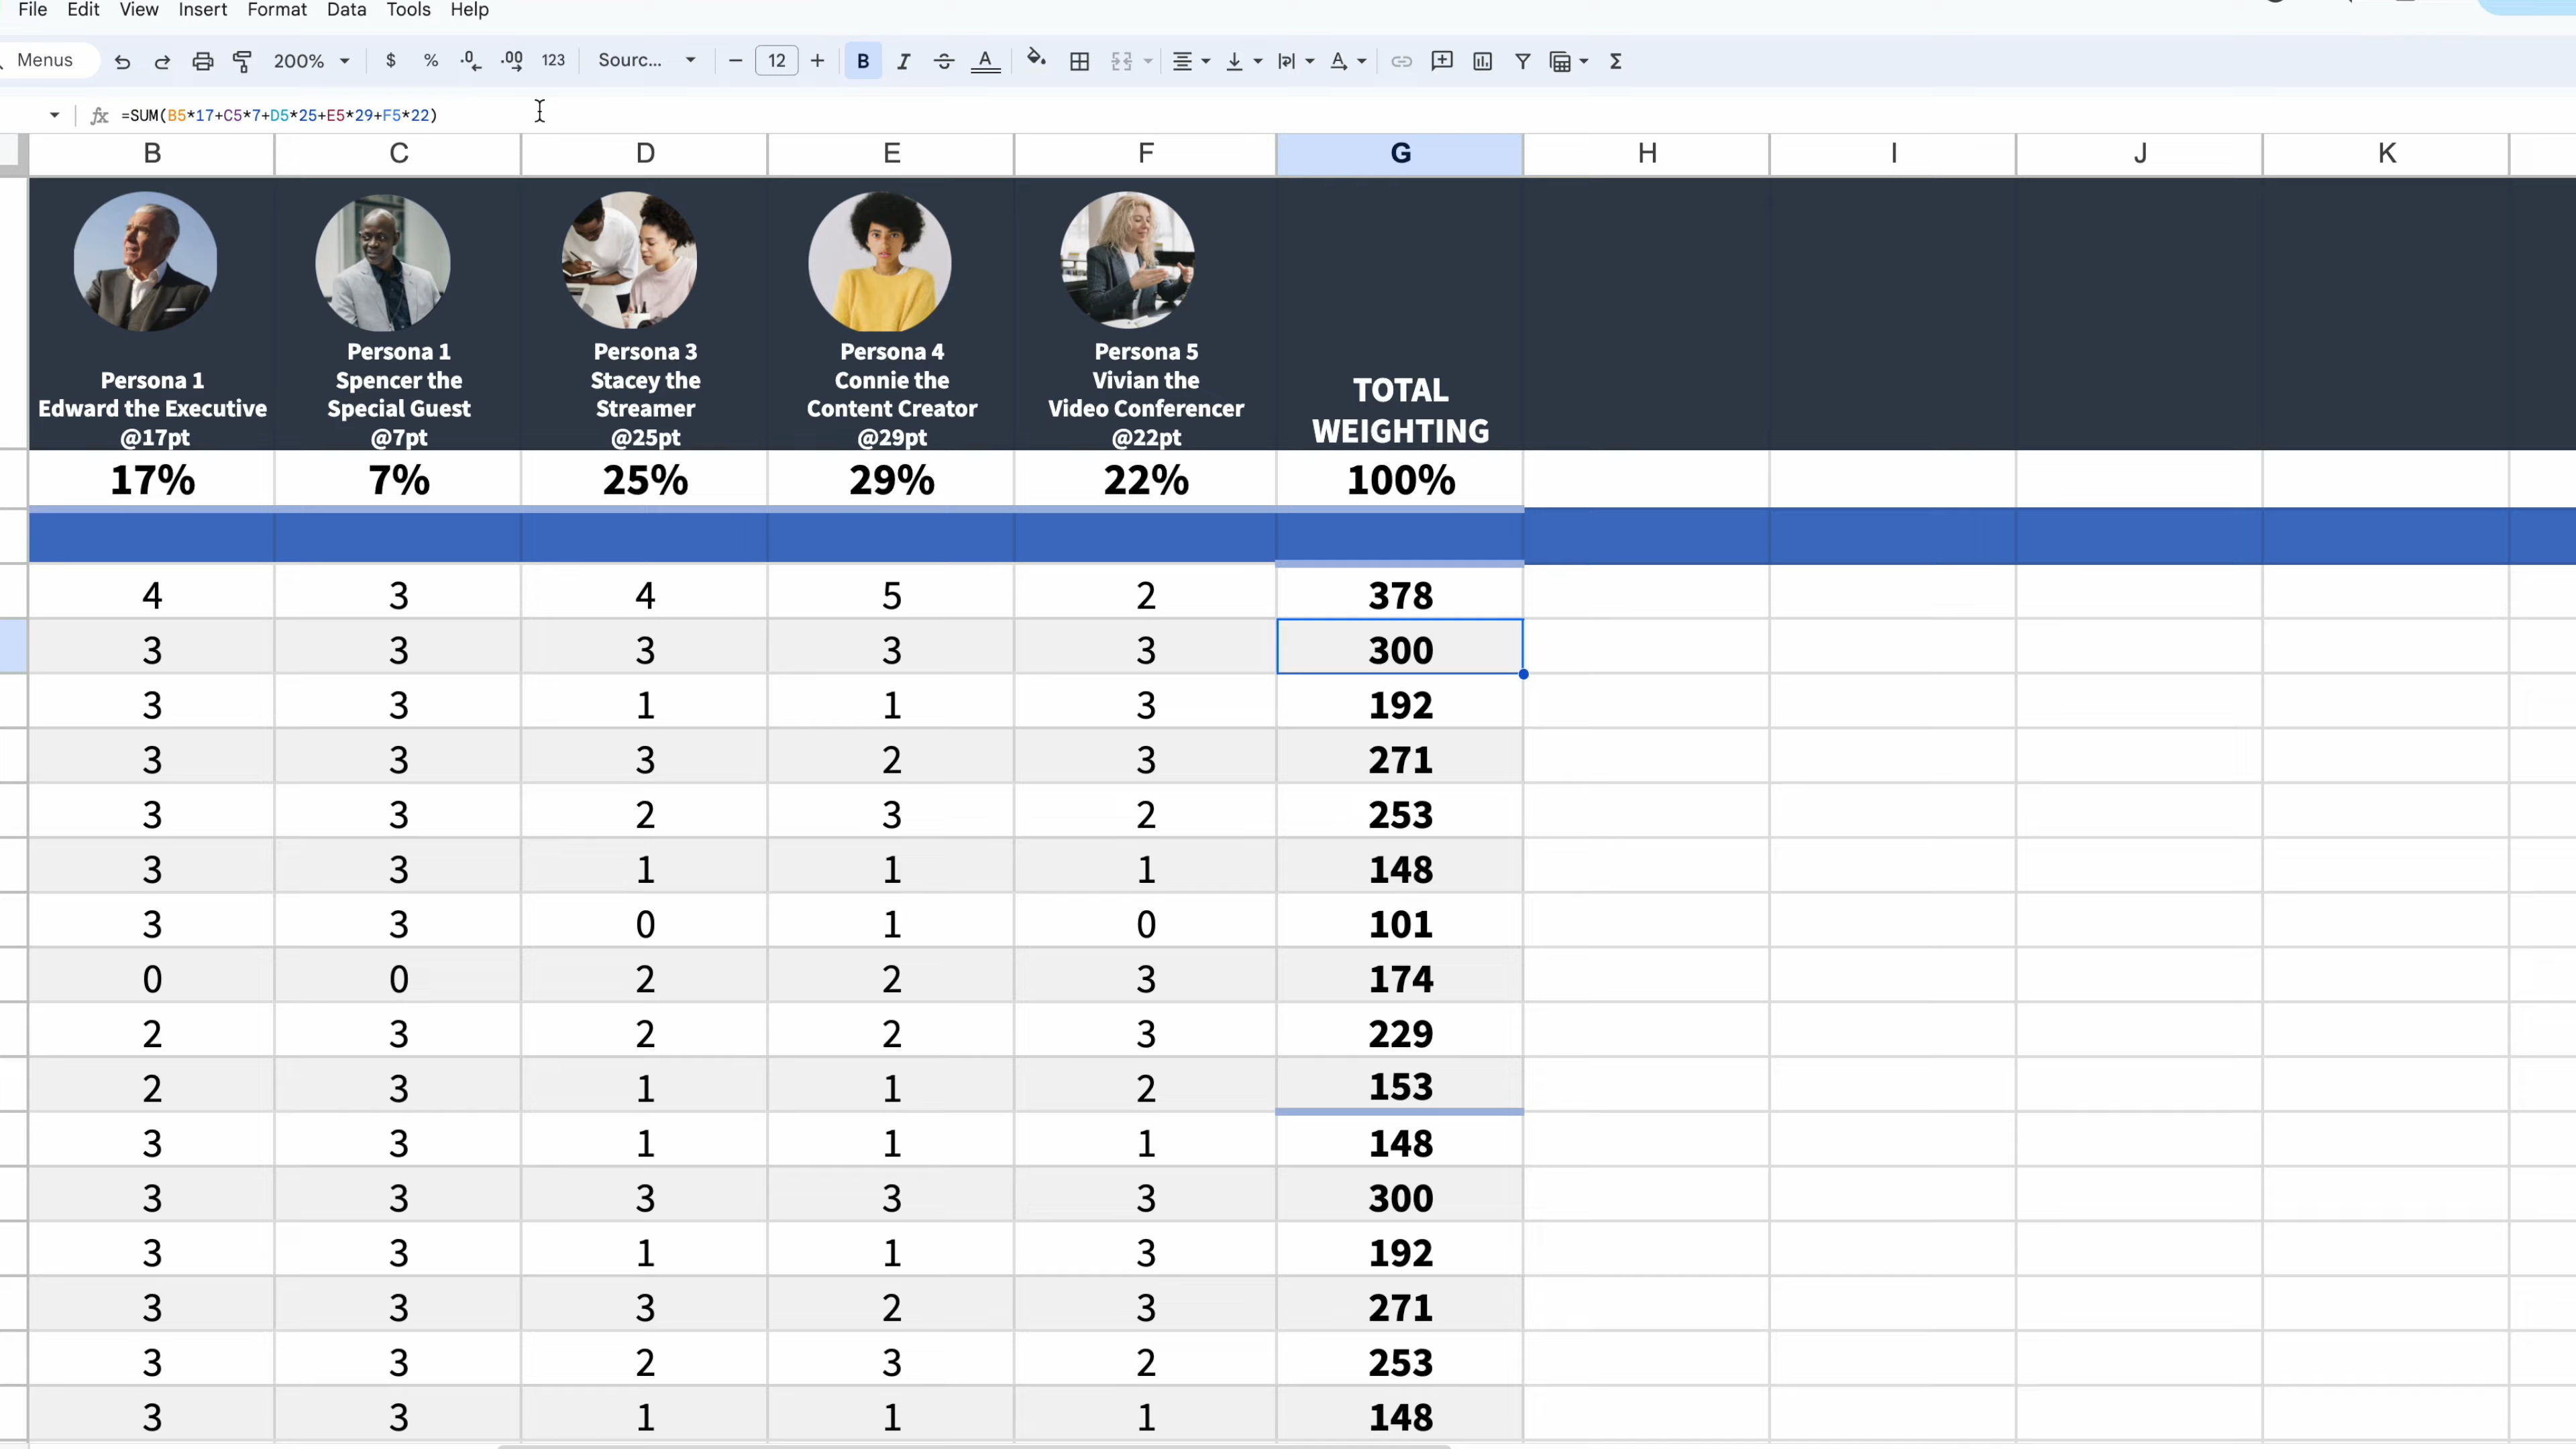 File Edit View Insert Format Data Tools Help
Menus 200% $ % .0 .00 123 Sourc... 12 B I A
fx =SUM(B5*17+C5*7+D5*25+E5*29+F5*22)
B C D E F G H I J K
Persona 1
Edward the Executive
@17pt
Persona 1
Spencer the
Special Guest
@7pt
Persona 3
Stacey the
Streamer
@25pt
Persona 4
Connie the
Content Creator
@29pt
Persona 5
Vivian the
Video Conferencer
@22pt
TOTAL
WEIGHTING
17% 7% 25% 29% 22% 100%
4 3 4 5 2 378
3 3 3 3 3 300
3 3 1 1 3 192
3 3 3 2 3 271
3 3 2 3 2 253
3 3 1 1 1 148
3 3 0 1 0 101
0 0 2 2 3 174
2 3 2 2 3 229
2 3 1 1 2 153
3 3 1 1 1 148
3 3 3 3 3 300
3 3 1 1 3 192
3 3 3 2 3 271
3 3 2 3 2 253
3 3 1 1 1 148